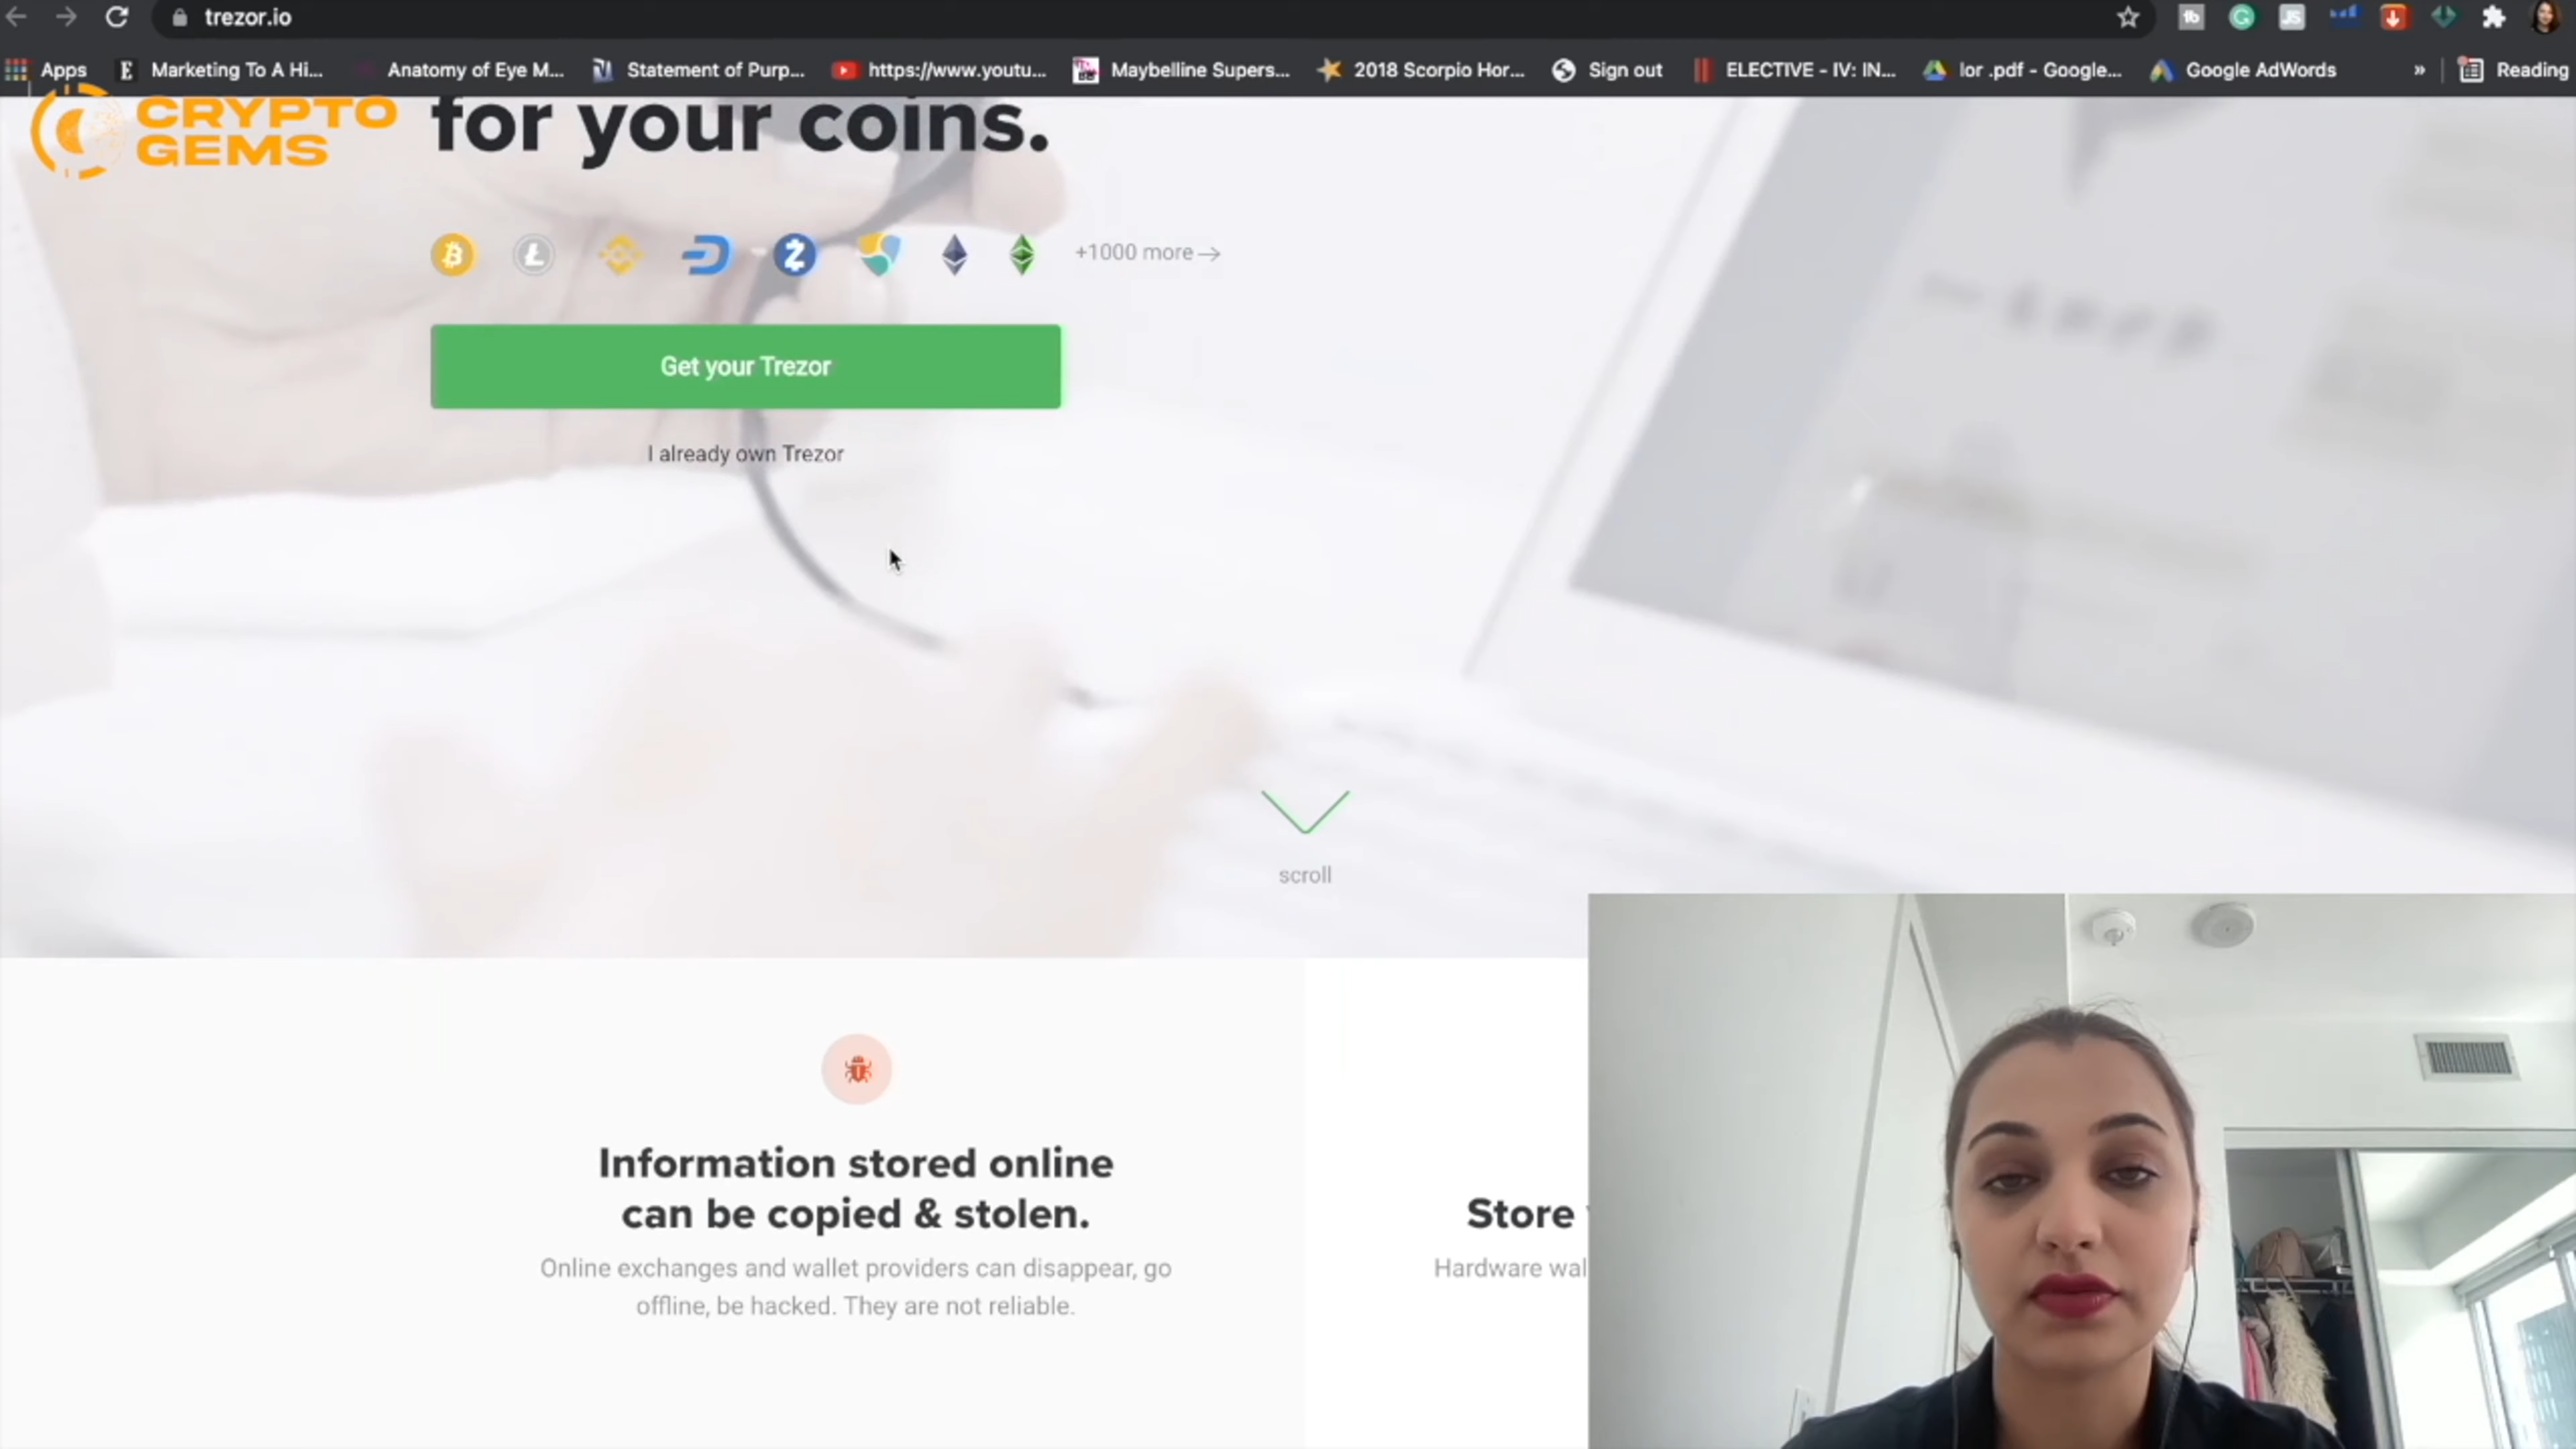 trezor.io
Apps
Marketing To A Hi...
Anatomy of Eye M...
Statement of Purp...
https://www.youtu...
Maybelline Supers...
2018 Scorpio Hor...
Sign out
ELECTIVE - IV: IN...
lor .pdf - Google...
Google AdWords
»
Reading
CRYPTO
GEMS
for your coins.
+1000 more →
Get your Trezor
I already own Trezor
scroll
Information stored online
can be copied & stolen.
Online exchanges and wallet providers can disappear, go
offline, be hacked. They are not reliable.
Store
Hardware wal